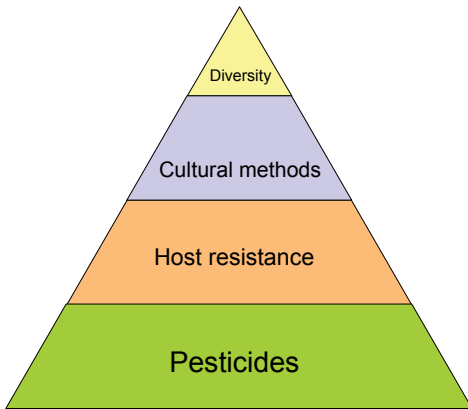 Diversity
Cultural methods
Host resistance
Pesticides